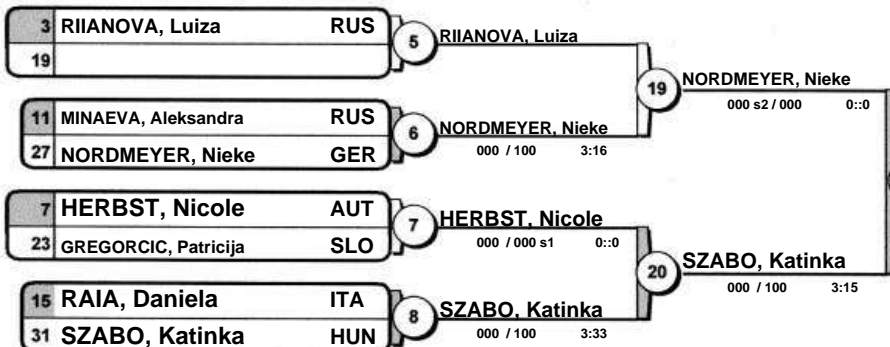 3 RIIANOVA, Luiza RUS
19
5
RIIANOVA, Luiza
11 MINAEVA, Aleksandra RUS
27 NORDMEYER, Nieke GER
6
NORDMEYER, Nieke
000 / 100 3:16
19
NORDMEYER, Nieke
000 s2 / 000 0::0
7 HERBST, Nicole AUT
23 GREGORCIC, Patricija SLO
7
HERBST, Nicole
000 / 000 s1 0::0
15 RAIA, Daniela ITA
31 SZABO, Katinka HUN
8
SZABO, Katinka
000 / 100 3:33
20
SZABO, Katinka
000 / 100 3:15